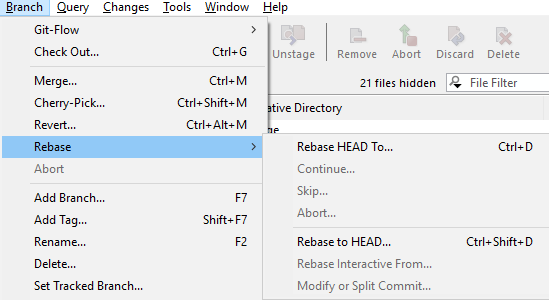 Branch Query Changes Tools Window Help
Git-Flow
Check Out... Ctrl+G
Unstage Remove Abort Discard Delete
Merge... Ctrl+M
21 files hidden File Filter
Cherry-Pick... Ctrl+Shift+M
ative Directory
Revert... Ctrl+Alt+M
Rebase
Rebase HEAD To... Ctrl+D
Abort
Continue...
Skip...
Add Branch... F7
Abort...
Add Tag... Shift+F7
Rename... F2
Rebase to HEAD... Ctrl+Shift+D
Delete...
Rebase Interactive From...
Set Tracked Branch...
Modify or Split Commit...